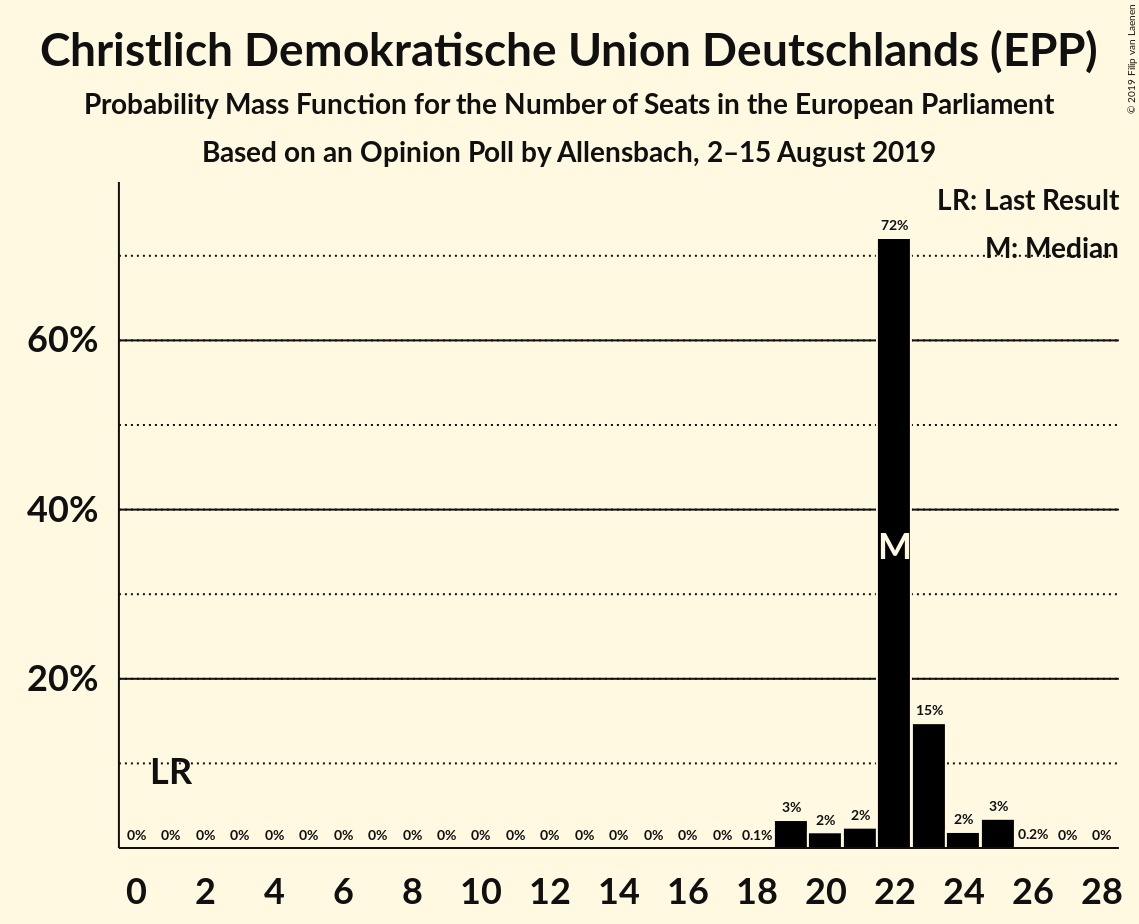 Christlich Demokratische Union Deutschlands (EPP)
Probability Mass Function for the Number of Seats in the European Parliament
Based on an Opinion Poll by Allensbach, 2–15 August 2019
© 2019 Filip van Laenen
LR: Last Result
M: Median
72%
60%
40%
M
20%
15%
LR
0% 0% 0% 0% 0% 0% 0% 0% 0% 0% 0% 0% 0% 0% 0% 0% 0% 0% 0.1% 3% 2% 2% 2% 3% 0.2% 0% 0%
0 2 4 6 8 10 12 14 16 18 20 22 24 26 28